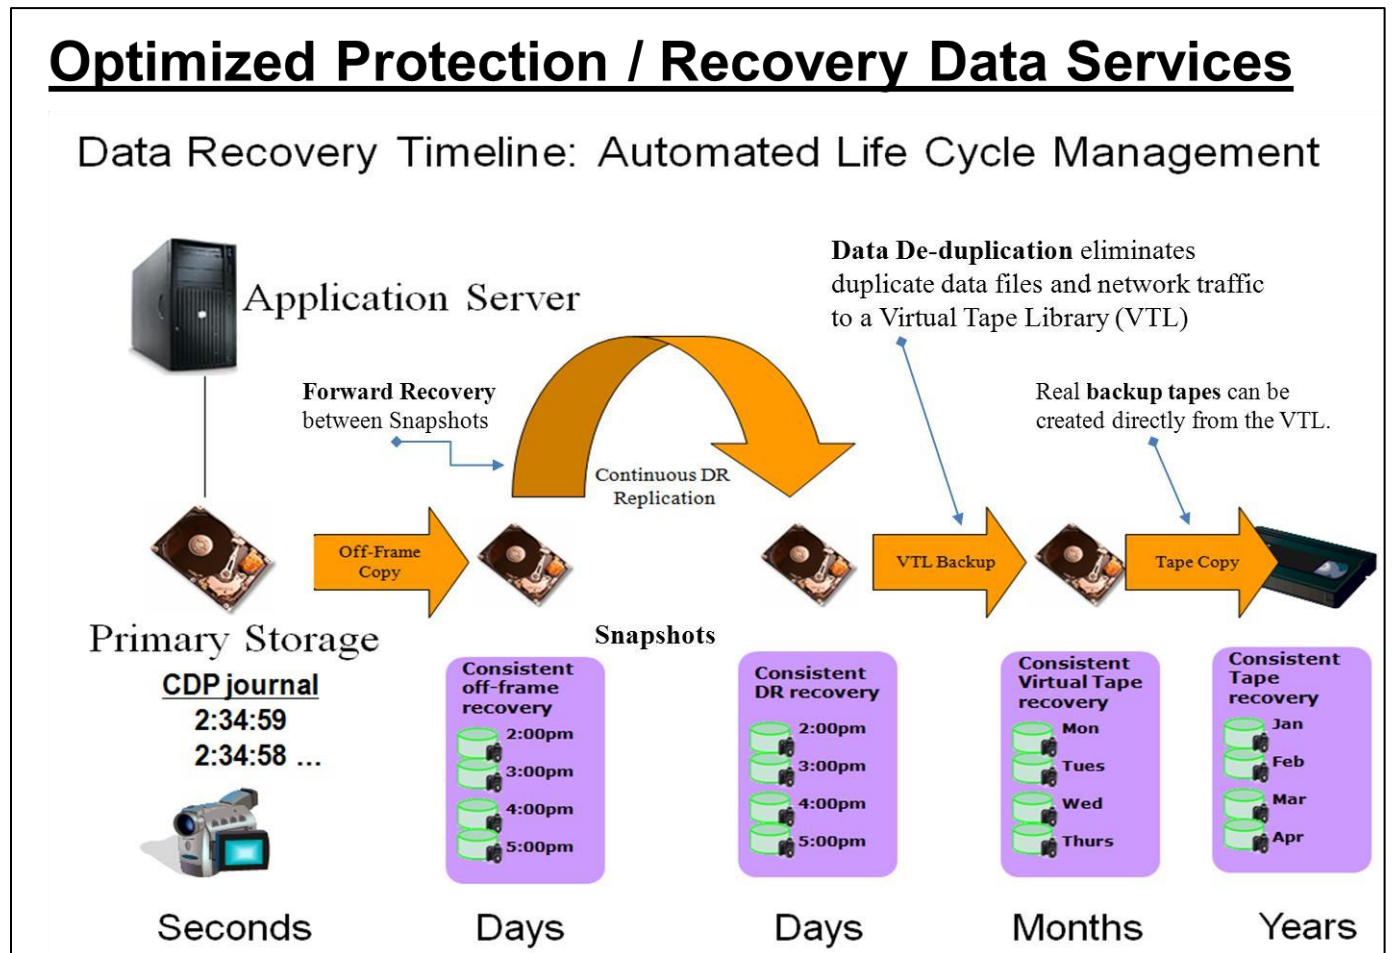 Optimized Protection / Recovery Data Services
Data Recovery Timeline: Automated Life Cycle Management
Application Server
Data De-duplication eliminates
duplicate data files and network traffic
to a Virtual Tape Library (VTL)
Forward Recovery
between Snapshots
Real backup tapes can be
created directly from the VTL.
Continuous DR
Replication
Off-Frame
Copy
VTL Backup
Tape Copy
Primary Storage
Snapshots
CDP journal
2:34:59
2:34:58 ...
Consistent
off-frame
recovery
2:00pm
3:00pm
4:00pm
5:00pm
Consistent
DR recovery
2:00pm
3:00pm
4:00pm
5:00pm
Consistent
Virtual Tape
recovery
Mon
Tues
Wed
Thurs
Consistent
Tape
recovery
Jan
Feb
Mar
Apr
Seconds
Days
Days
Months
Years